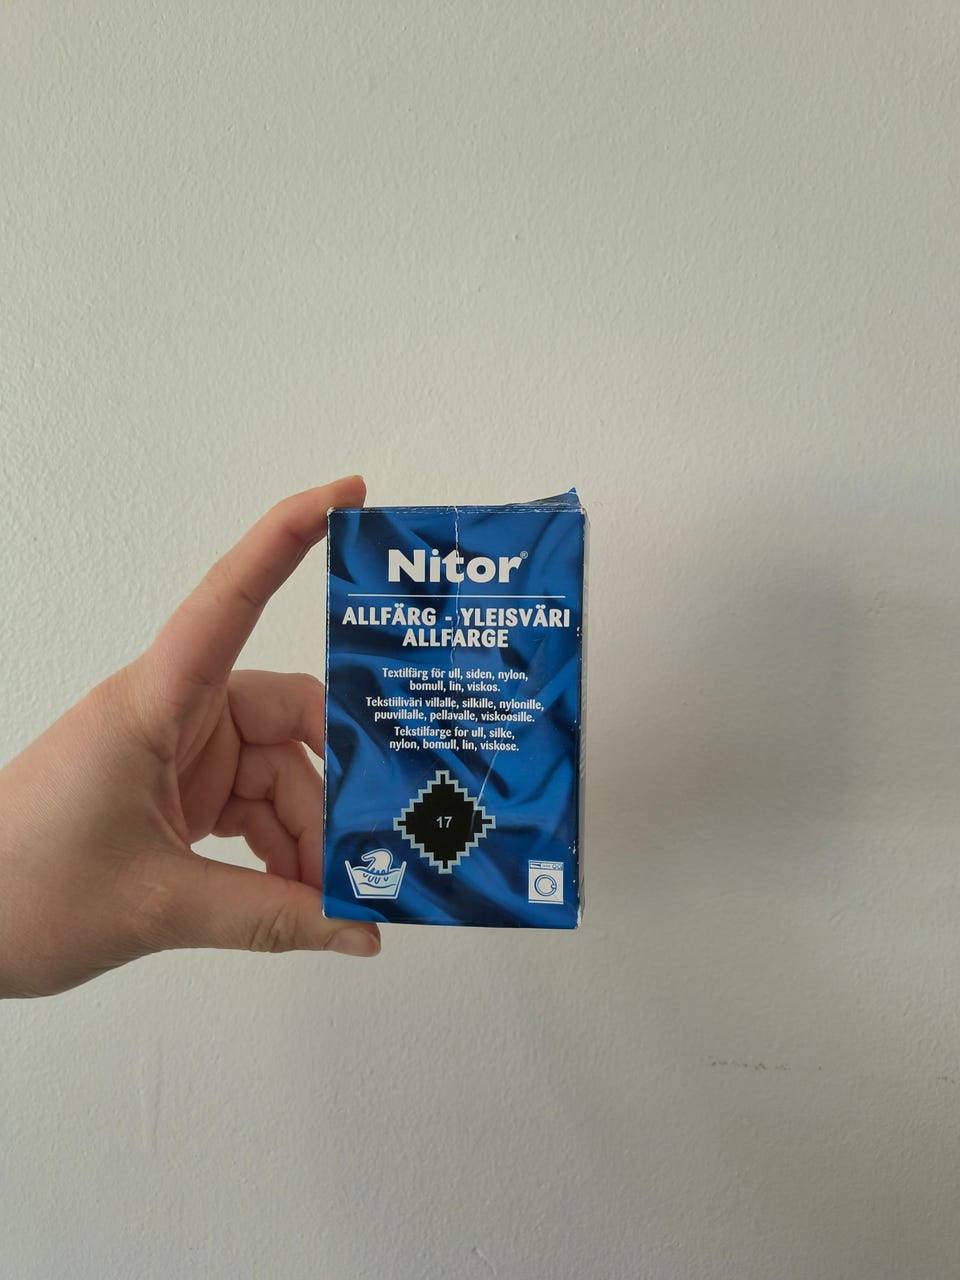 Nitor®
ALLFÄRG - YLEISVÄRI
ALLFARGE
Textilfärg för ull, siden, nylon,
bomull, lin, viskos.
Tekstiiliväri villalle, silkille, nylonille,
puuvillalle, pellavalle, viskoosille.
Tekstilfarge for ull, silke,
nylon, bomull, lin, viskose.
17